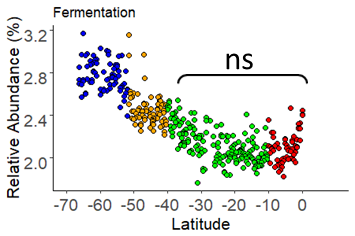 Fermentation
ns
Relative Abundance (%)
3.2
2.8
2.4
2.0
-70 -60 -50 -40 -30 -20 -10 0
Latitude